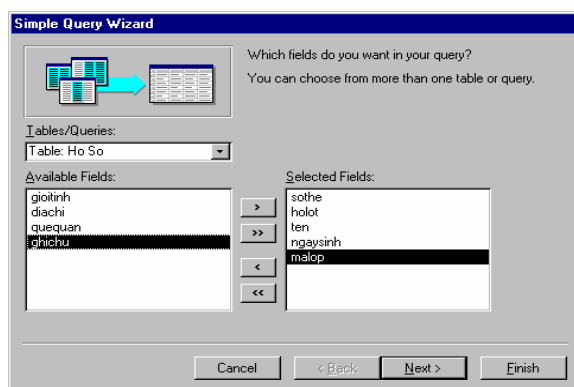 Simple Query Wizard
Which fields do you want in your query?
You can choose from more than one table or query.
Tables/Queries:
Table: Ho So
Available Fields:
gioitinh
diachi
quequan
ghichu
>
>>
<
<<
Selected Fields:
sothe
holot
ten
ngaysinh
malop
Cancel
< Back
Next >
Finish